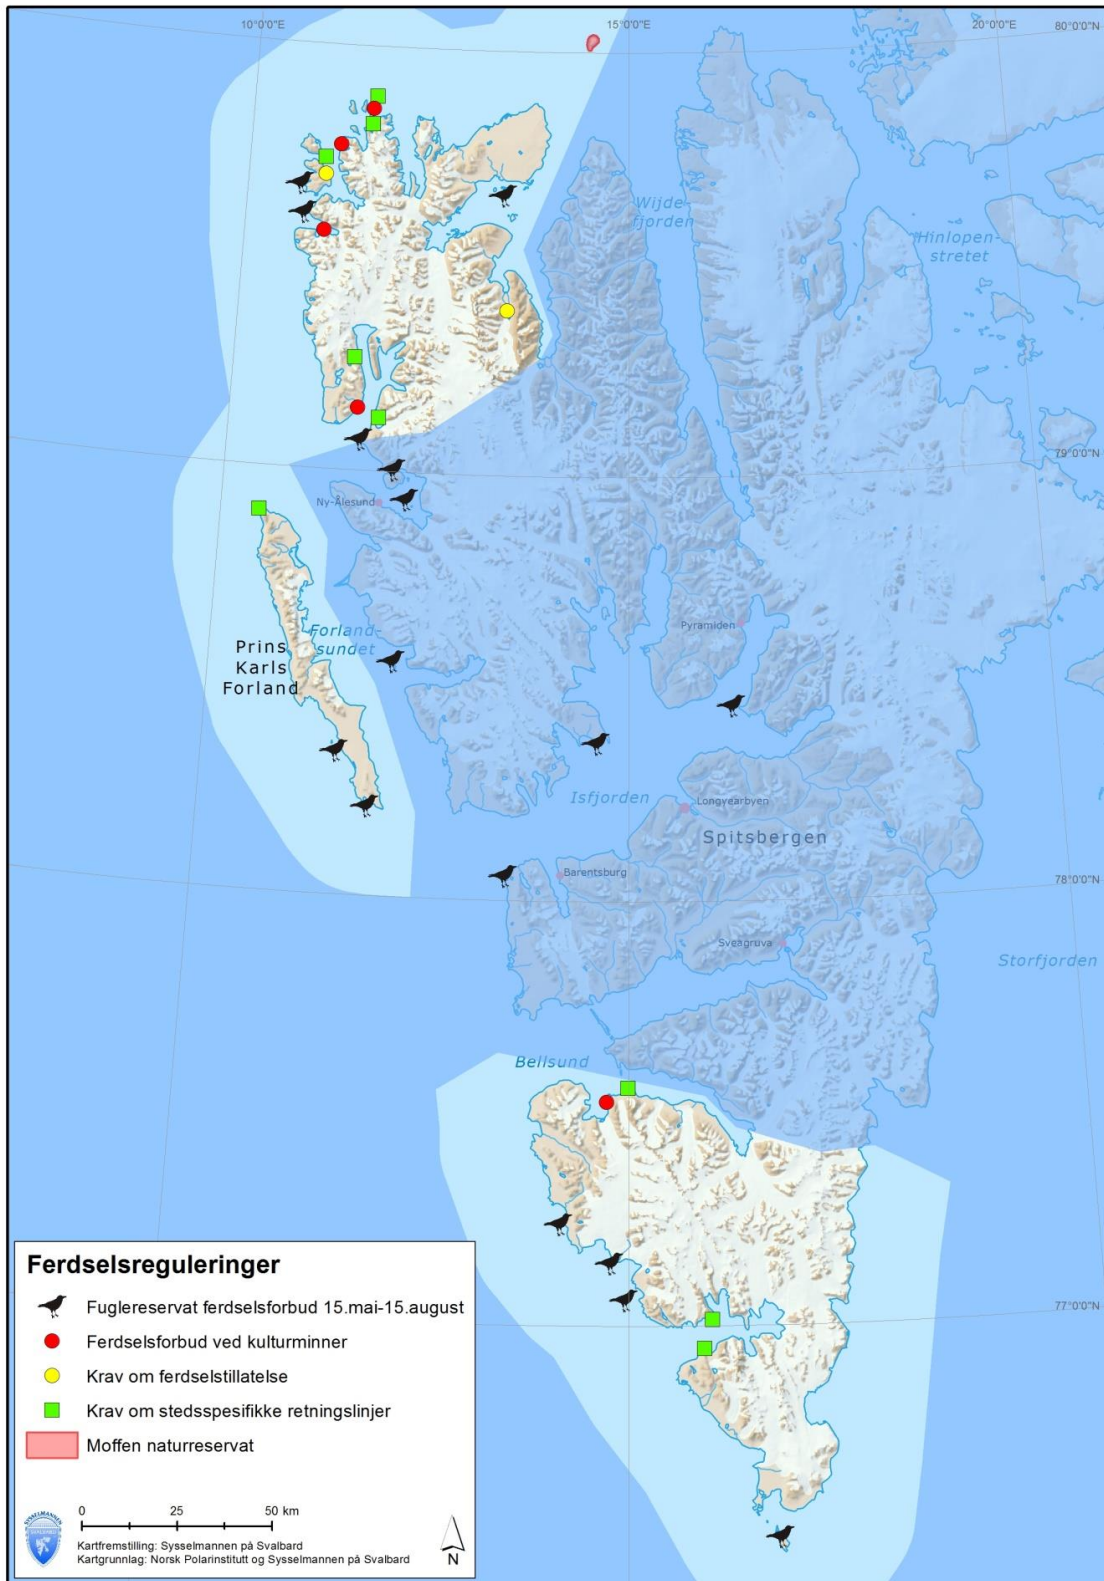 10°0'0"E
15°0'0"E
20°0'0"E
80°0'0"N
Wijde-
fjorden
Hinlopen-
stretet
79°0'0"N
Ny-Ålesund
Forland-
sundet
Prins
Karls
Forland
Pyramiden
Isfjorden
Longyearbyen
Spitsbergen
Barentsburg
78°0'0"N
Sveagruva
Storfjorden
Bellsund
77°0'0"N
Ferdselsreguleringer
Fuglereservat ferdselsforbud 15.mai-15.august
Ferdselsforbud ved kulturminner
Krav om ferdselstillatelse
Krav om stedsspesifikke retningslinjer
Moffen naturreservat
0 25 50 km
SYSSELMANNEN
SVALBARD
Kartfremstilling: Sysselmannen på Svalbard
Kartgrunnlag: Norsk Polarinstitutt og Sysselmannen på Svalbard
N